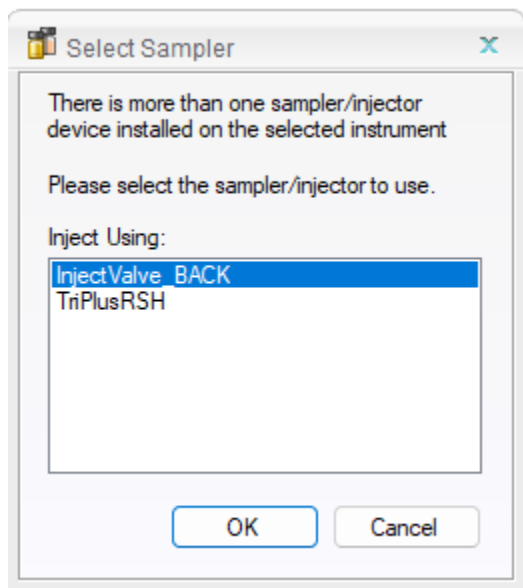 Select Sampler
There is more than one sampler/injector
device installed on the selected instrument
Please select the sampler/injector to use.
Inject Using:
InjectValve_BACK
TriPlusRSH
OK
Cancel